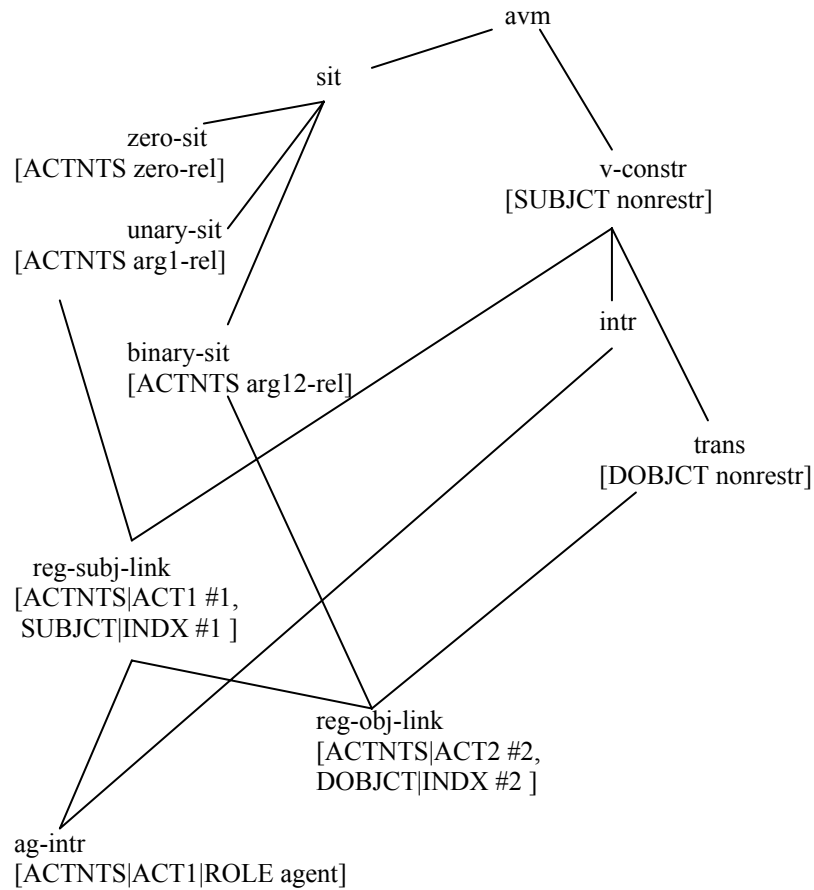 avm
sit
zero-sit
[ACTNTS zero-rel]
v-constr
[SUBJCT nonrestr]
unary-sit
[ACTNTS arg1-rel]
intr
binary-sit
[ACTNTS arg12-rel]
trans
[DOBJCT nonrestr]
reg-subj-link
[ACTNTS|ACT1 #1,
SUBJCT|INDX #1 ]
reg-obj-link
[ACTNTS|ACT2 #2,
DOBJCT|INDX #2 ]
ag-intr
[ACTNTS|ACT1|ROLE agent]